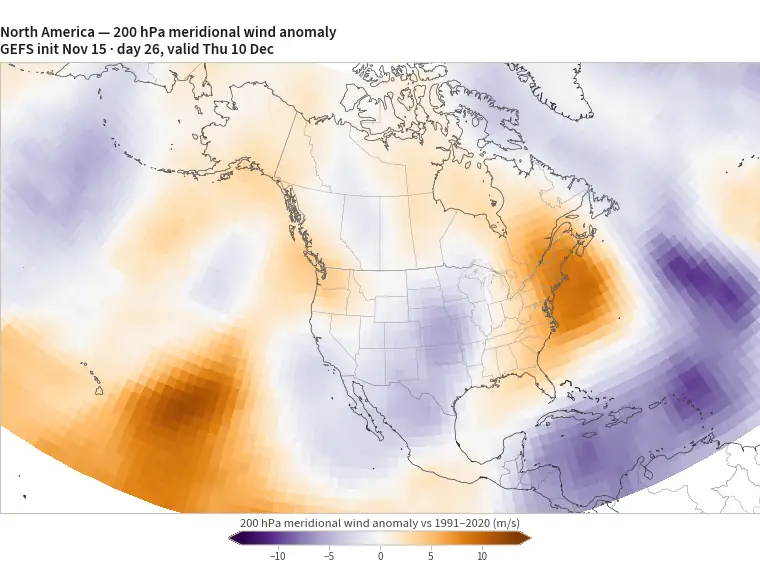 North America — 200 hPa meridional wind anomaly
GEFS init Nov 15 · day 26, valid Thu 10 Dec
200 hPa meridional wind anomaly vs 1991–2020 (m/s)
−10 −5 0 5 10